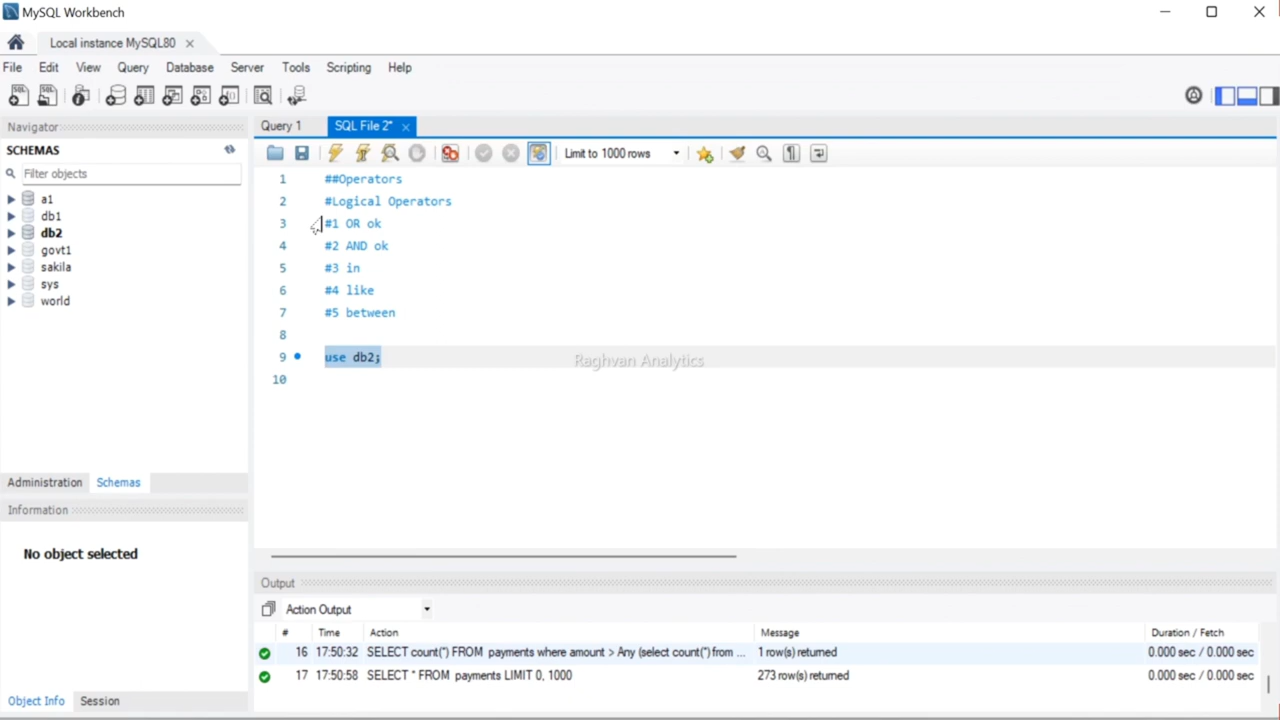 MySQL Workbench
Local instance MySQL80
File Edit View Query Database Server Tools Scripting Help
Navigator
SCHEMAS
Filter objects
a1
db1
db2
govt1
sakila
sys
world
Administration Schemas
Information
No object selected
Object Info Session
Query 1 SQL File 2*
Limit to 1000 rows
1 ##Operators
2 #Logical Operators
3 #1 OR ok
4 #2 AND ok
5 #3 in
6 #4 like
7 #5 between
8
9 use db2;
10
Raghvan Analytics
Output
Action Output
# Time Action Message Duration / Fetch
16 17:50:32 SELECT count(*) FROM payments where amount > Any (select count(*) from ... 1 row(s) returned 0.000 sec / 0.000 sec
17 17:50:58 SELECT * FROM payments LIMIT 0, 1000 273 row(s) returned 0.000 sec / 0.000 sec